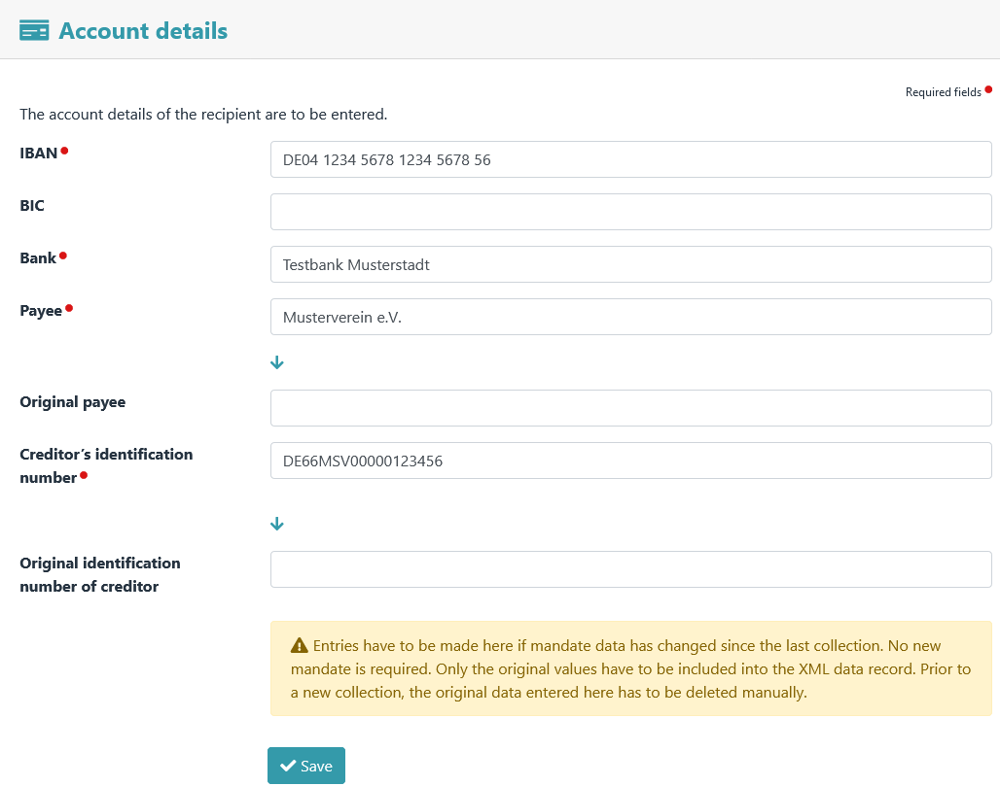 Account details
Required fields
The account details of the recipient are to be entered.
IBAN
DE04 1234 5678 1234 5678 56
BIC
Bank
Testbank Musterstadt
Payee
Musterverein e.V.
Original payee
Creditor´s identification
number
DE66MSV00000123456
Original identification
number of creditor
Entries have to be made here if mandate data has changed since the last collection. No new
mandate is required. Only the original values have to be included into the XML data record. Prior to
a new collection, the original data entered here has to be deleted manually.
Save